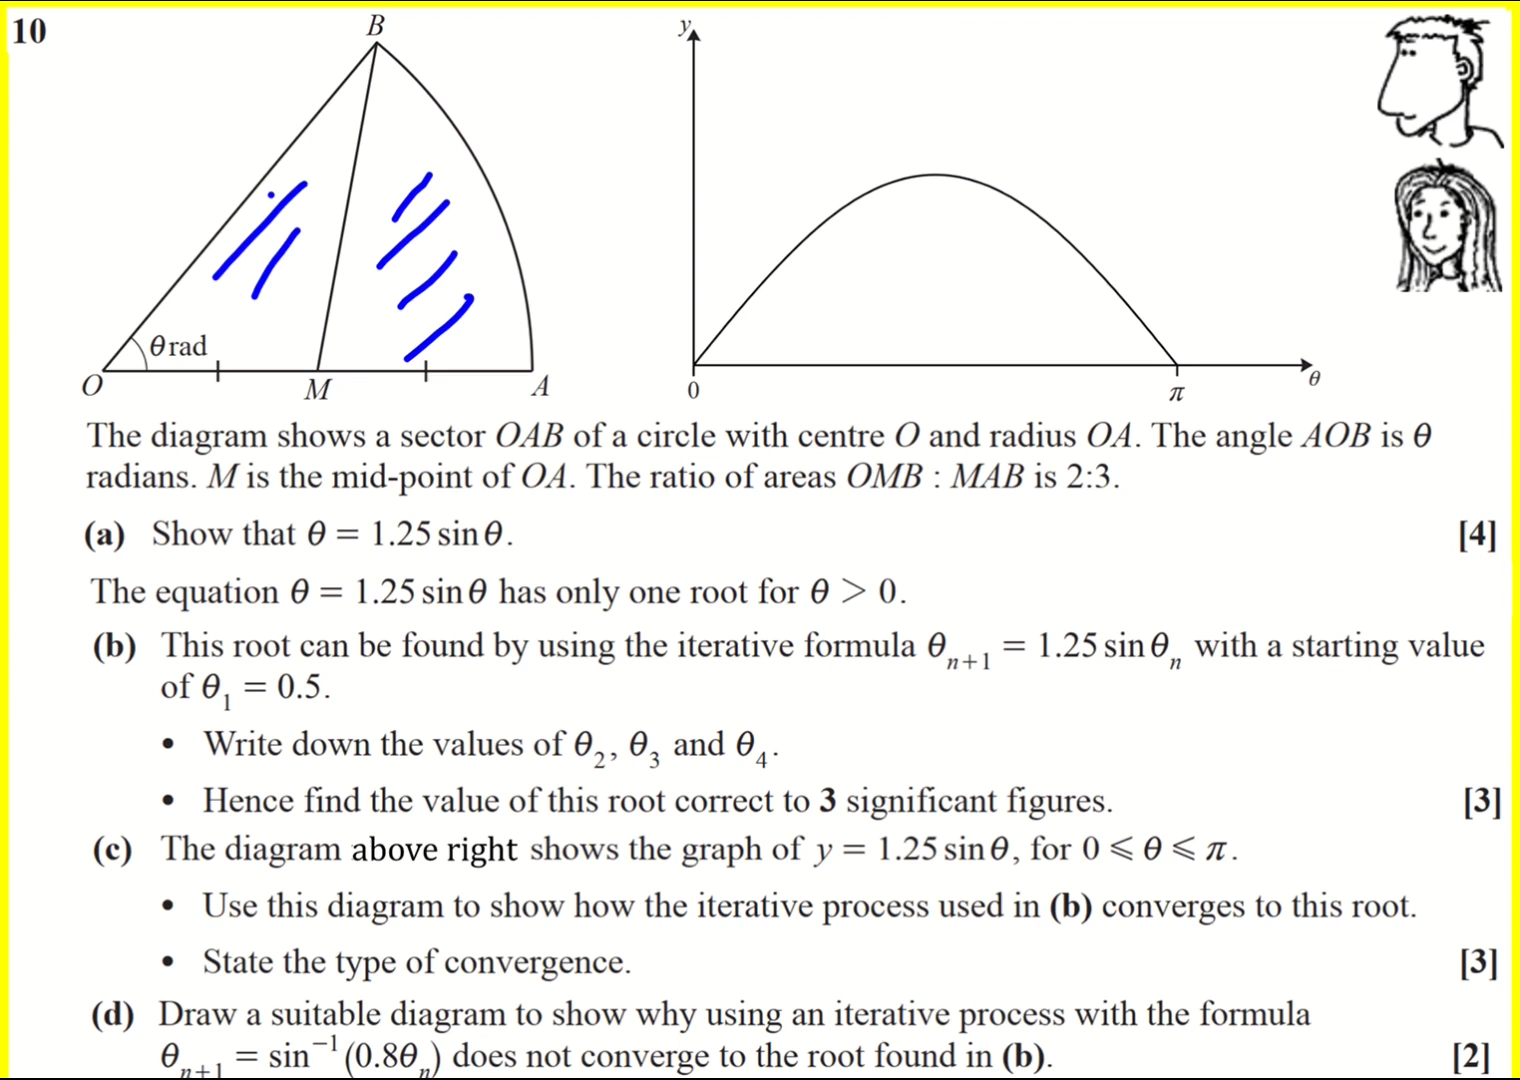 10
B
y
θ rad
O
M
A
0
π
θ
The diagram shows a sector OAB of a circle with centre O and radius OA. The angle AOB is θ
radians. M is the mid-point of OA. The ratio of areas OMB : MAB is 2:3.
(a) Show that θ = 1.25 sin θ. [4]
The equation θ = 1.25 sin θ has only one root for θ > 0.
(b) This root can be found by using the iterative formula θₙ₊₁ = 1.25 sin θₙ with a starting value
of θ₁ = 0.5.
• Write down the values of θ₂, θ₃ and θ₄.
• Hence find the value of this root correct to 3 significant figures. [3]
(c) The diagram above right shows the graph of y = 1.25 sin θ, for 0 ⩽ θ ⩽ π.
• Use this diagram to show how the iterative process used in (b) converges to this root.
• State the type of convergence. [3]
(d) Draw a suitable diagram to show why using an iterative process with the formula
θₙ₊₁ = sin⁻¹(0.8θₙ) does not converge to the root found in (b). [2]